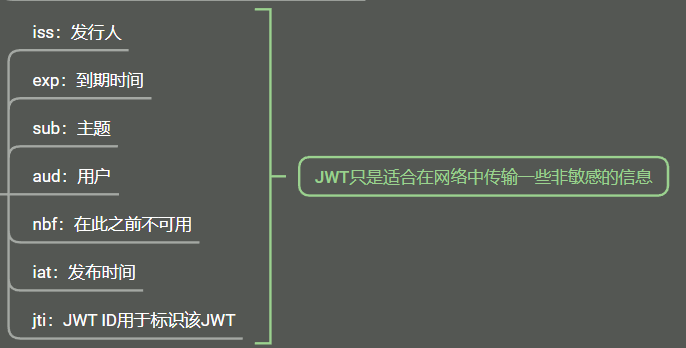 iss：发行人
exp：到期时间
sub：主题
aud：用户
JWT只是适合在网络中传输一些非敏感的信息
nbf：在此之前不可用
iat：发布时间
jti：JWT ID用于标识该JWT